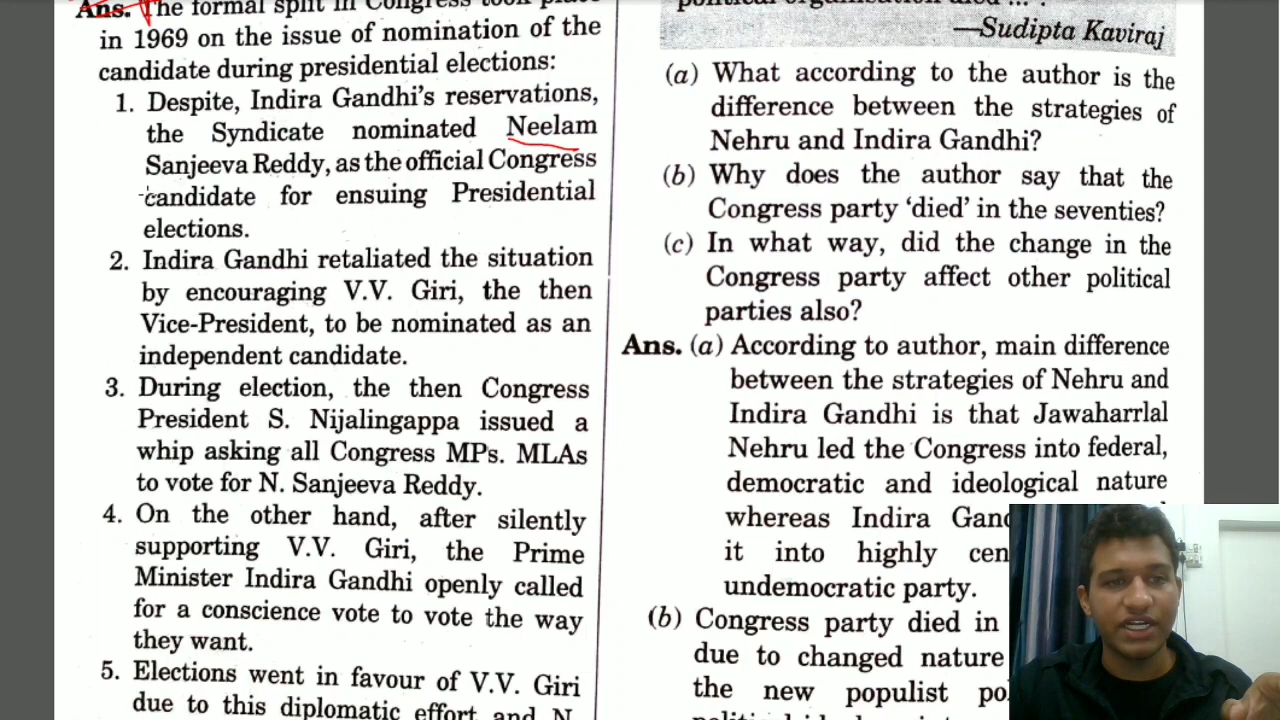 Ans. The formal split in Congress took place
in 1969 on the issue of nomination of the
candidate during presidential elections:
1. Despite, Indira Gandhi's reservations,
the Syndicate nominated Neelam
Sanjeeva Reddy, as the official Congress
candidate for ensuing Presidential
elections.
2. Indira Gandhi retaliated the situation
by encouraging V.V. Giri, the then
Vice-President, to be nominated as an
independent candidate.
3. During election, the then Congress
President S. Nijalingappa issued a
whip asking all Congress MPs. MLAs
to vote for N. Sanjeeva Reddy.
4. On the other hand, after silently
supporting V.V. Giri, the Prime
Minister Indira Gandhi openly called
for a conscience vote to vote the way
they want.
5. Elections went in favour of V.V. Giri
due to this diplomatic effort and N.
—Sudipta Kaviraj
(a) What according to the author is the
difference between the strategies of
Nehru and Indira Gandhi?
(b) Why does the author say that the
Congress party 'died' in the seventies?
(c) In what way, did the change in the
Congress party affect other political
parties also?
Ans. (a) According to author, main difference
between the strategies of Nehru and
Indira Gandhi is that Jawaharrlal
Nehru led the Congress into federal,
democratic and ideological nature
whereas Indira
it into highly
undemocratic party.
(b) Congress party died in
due to changed nature
the new populist